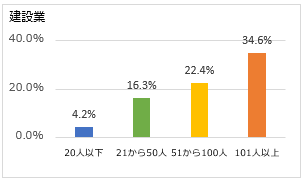 建設業
40.0%
20.0%
0.0%
4.2%
16.3%
22.4%
34.6%
20人以下
21から50人
51から100人
101人以上